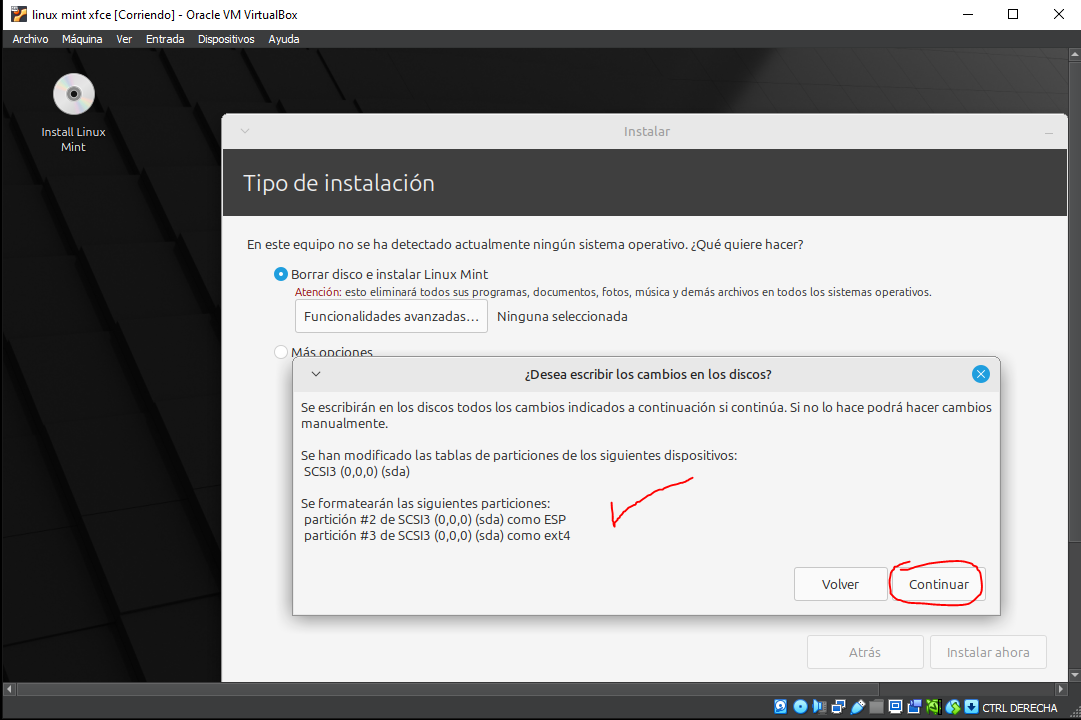 linux mint xfce [Corriendo] - Oracle VM VirtualBox
Archivo Máquina Ver Entrada Dispositivos Ayuda
Install Linux
Mint
Instalar
Tipo de instalación
En este equipo no se ha detectado actualmente ningún sistema operativo. ¿Qué quiere hacer?
Borrar disco e instalar Linux Mint
Atención: esto eliminará todos sus programas, documentos, fotos, música y demás archivos en todos los sistemas operativos.
Funcionalidades avanzadas... Ninguna seleccionada
Más opciones
¿Desea escribir los cambios en los discos?
Se escribirán en los discos todos los cambios indicados a continuación si continúa. Si no lo hace podrá hacer cambios
manualmente.
Se han modificado las tablas de particiones de los siguientes dispositivos:
SCSI3 (0,0,0) (sda)
Se formatearán las siguientes particiones:
partición #2 de SCSI3 (0,0,0) (sda) como ESP
partición #3 de SCSI3 (0,0,0) (sda) como ext4
Volver Continuar
Atrás Instalar ahora
CTRL DERECHA